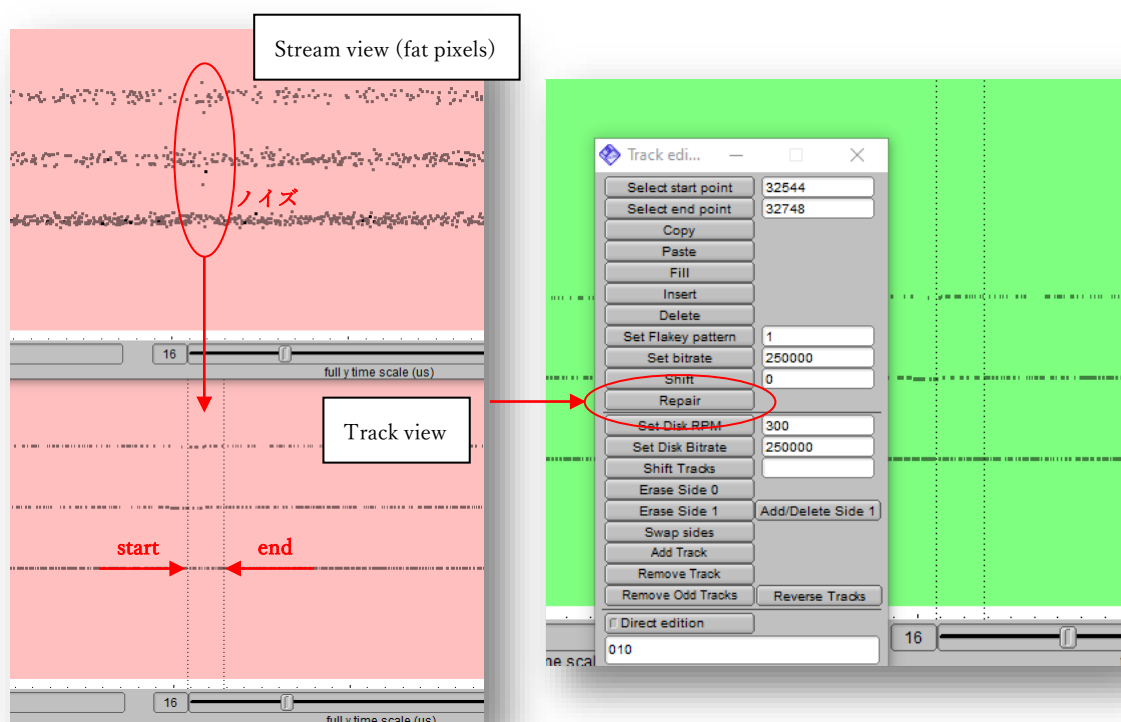 Stream view (fat pixels)
ノイズ
16
full y time scale (us)
Track view
start
end
16
full y time scale (us)
Track edi...
Select start point 32544
Select end point 32748
Copy
Paste
Fill
Insert
Delete
Set Flakey pattern 1
Set bitrate 250000
Shift 0
Repair
Set Disk RPM 300
Set Disk Bitrate 250000
Shift Tracks
Erase Side 0
Erase Side 1 Add/Delete Side 1
Swap sides
Add Track
Remove Track
Remove Odd Tracks Reverse Tracks
Direct edition
010
16